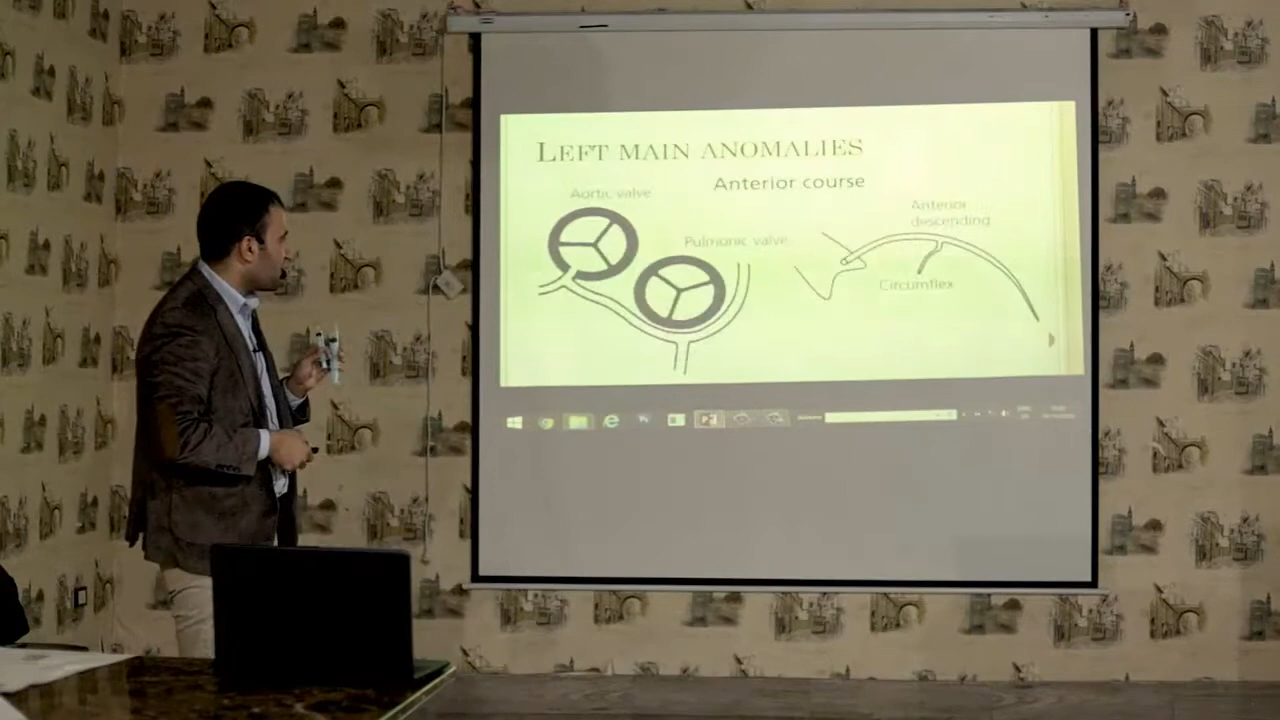 LEFT MAIN ANOMALIES
Anterior course
Aortic valve
Pulmonic valve
Anterior
descending
Circumflex